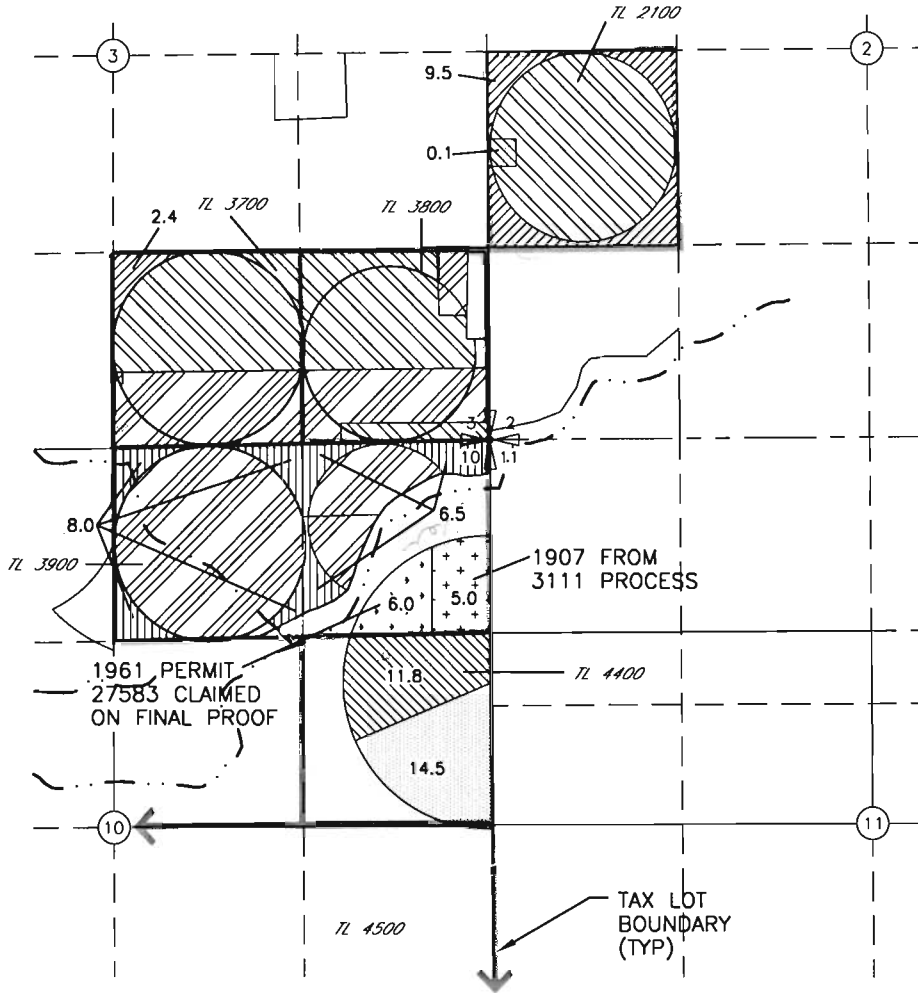 TL 2100
3
2
9.5
0.1
TL 3700
TL 3800
2.4
3 2
10 11
8.0
6.5
TL 3900
1907 FROM
3111 PROCESS
6.0
5.0
1961 PERMIT
27583 CLAIMED
ON FINAL PROOF
11.8
TL 4400
14.5
10
11
TAX LOT
BOUNDARY
(TYP)
TL 4500